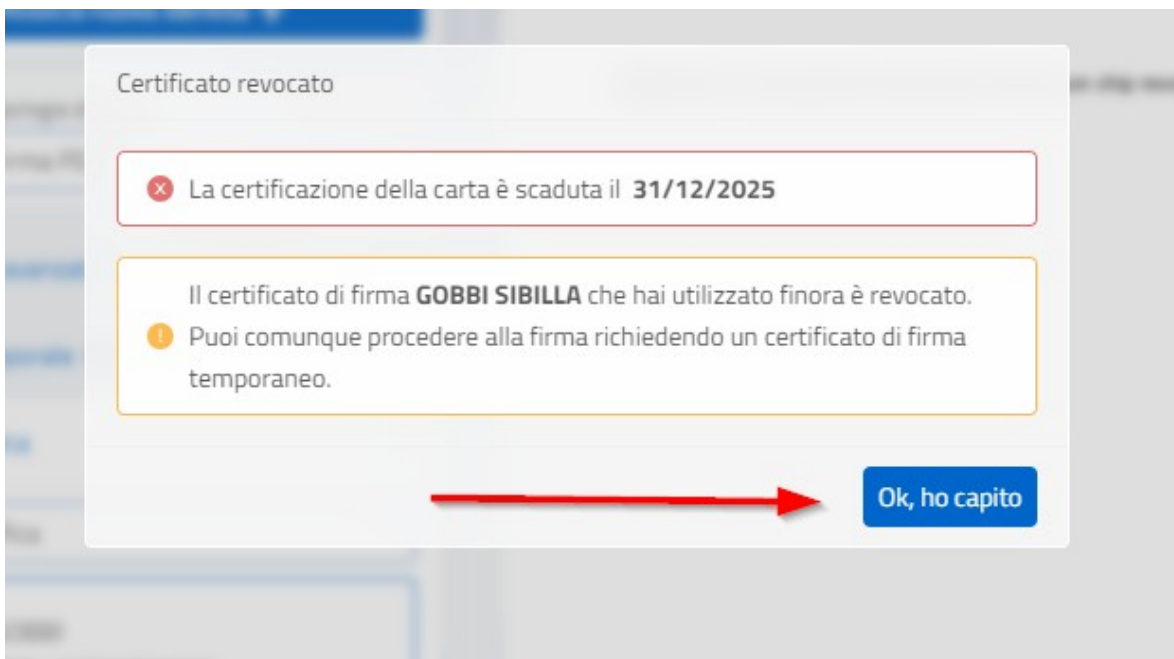 Certificato revocato
La certificazione della carta è scaduta il 31/12/2025
Il certificato di firma GOBBI SIBILLA che hai utilizzato finora è revocato.
Puoi comunque procedere alla firma richiedendo un certificato di firma
temporaneo.
Ok, ho capito